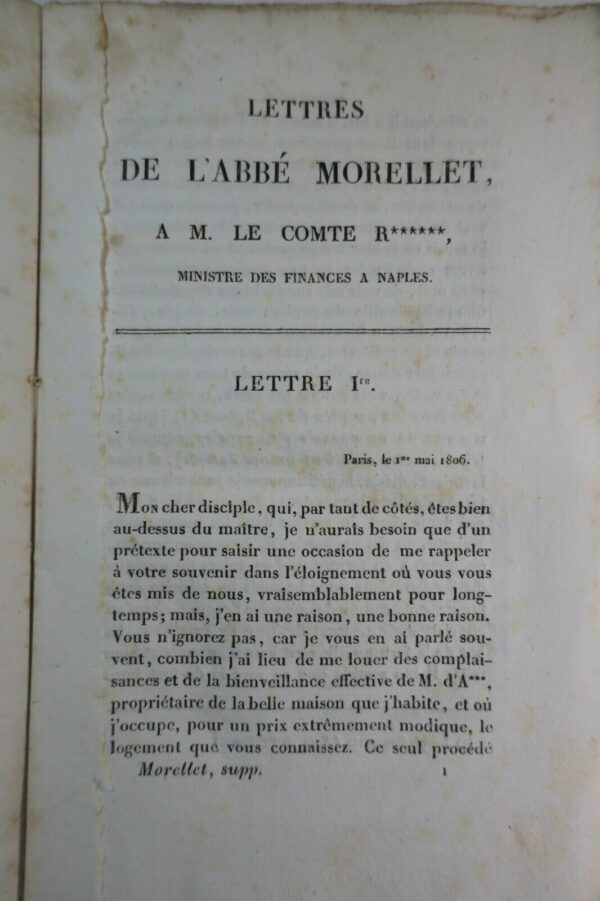 LETTRES
DE L'ABBÉ MORELLET,
A M. LE COMTE R******,
MINISTRE DES FINANCES A NAPLES.
LETTRE Ire.
Paris, le 1er mai 1806.
Mon cher disciple, qui, par tant de côtés, êtes bien
au-dessus du maître, je n'aurais besoin que d'un
prétexte pour saisir une occasion de me rappeler
à votre souvenir dans l'éloignement où vous vous
êtes mis de nous, vraisemblablement pour long-
temps; mais, j'en ai une raison, une bonne raison.
Vous n'ignorez pas, car je vous en ai parlé sou-
vent, combien j'ai lieu de me louer des complai-
sances et de la bienveillance effective de M. d'A***,
propriétaire de la belle maison que j'habite, et où
j'occupe, pour un prix extrêmement modique, le
logement que vous connaissez. Ce seul procédé
Morellet, supp. 1